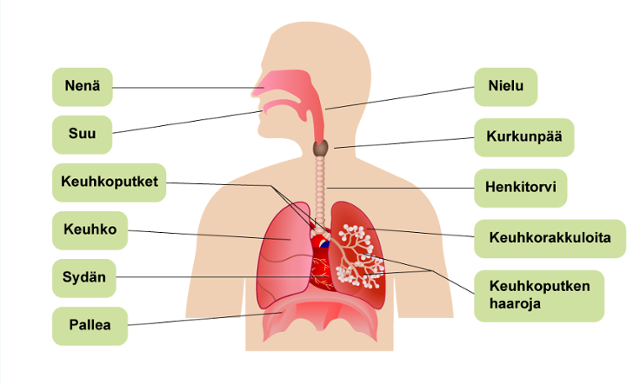 Nenä
Suu
Keuhkoputket
Keuhko
Sydän
Pallea
Nielu
Kurkunpää
Henkitorvi
Keuhkorakkuloita
Keuhkoputken
haaroja